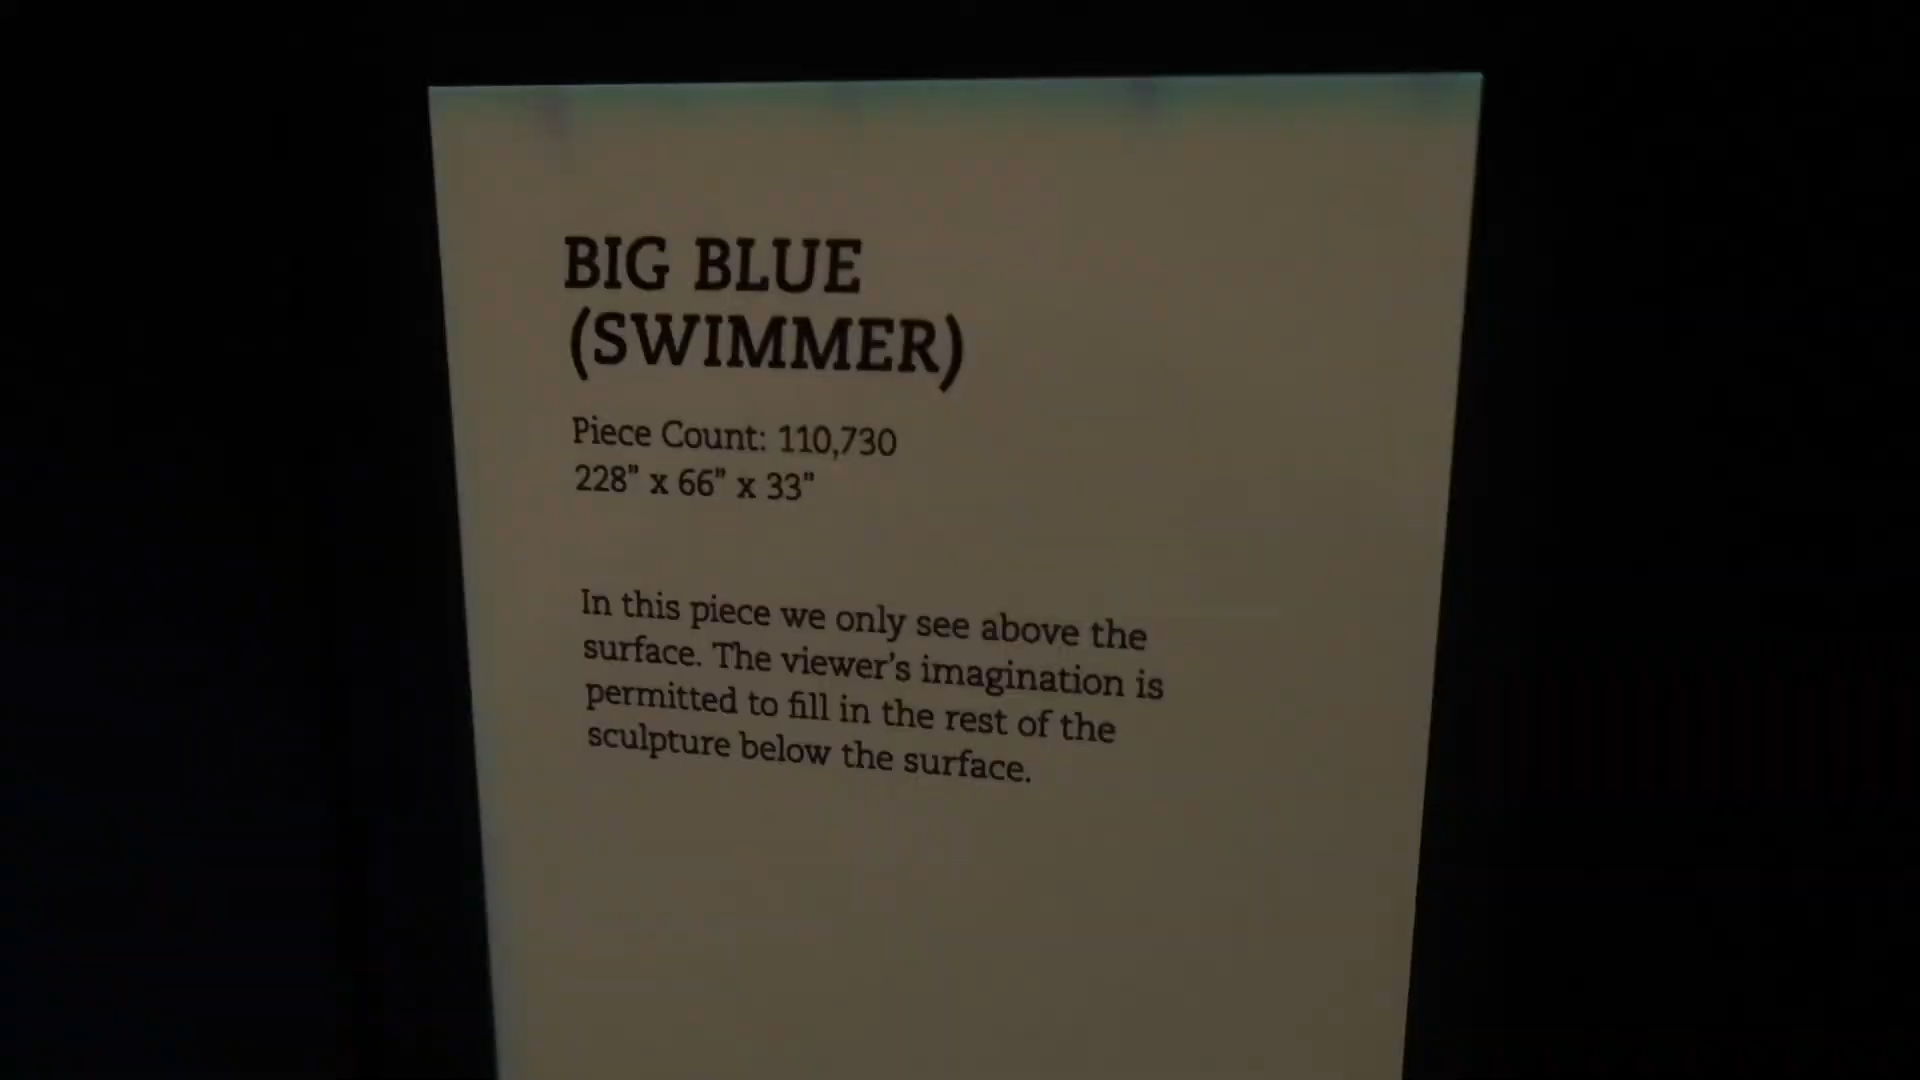 BIG BLUE
(SWIMMER)
Piece Count: 110,730
228" x 66" x 33"
In this piece we only see above the
surface. The viewer's imagination is
permitted to fill in the rest of the
sculpture below the surface.